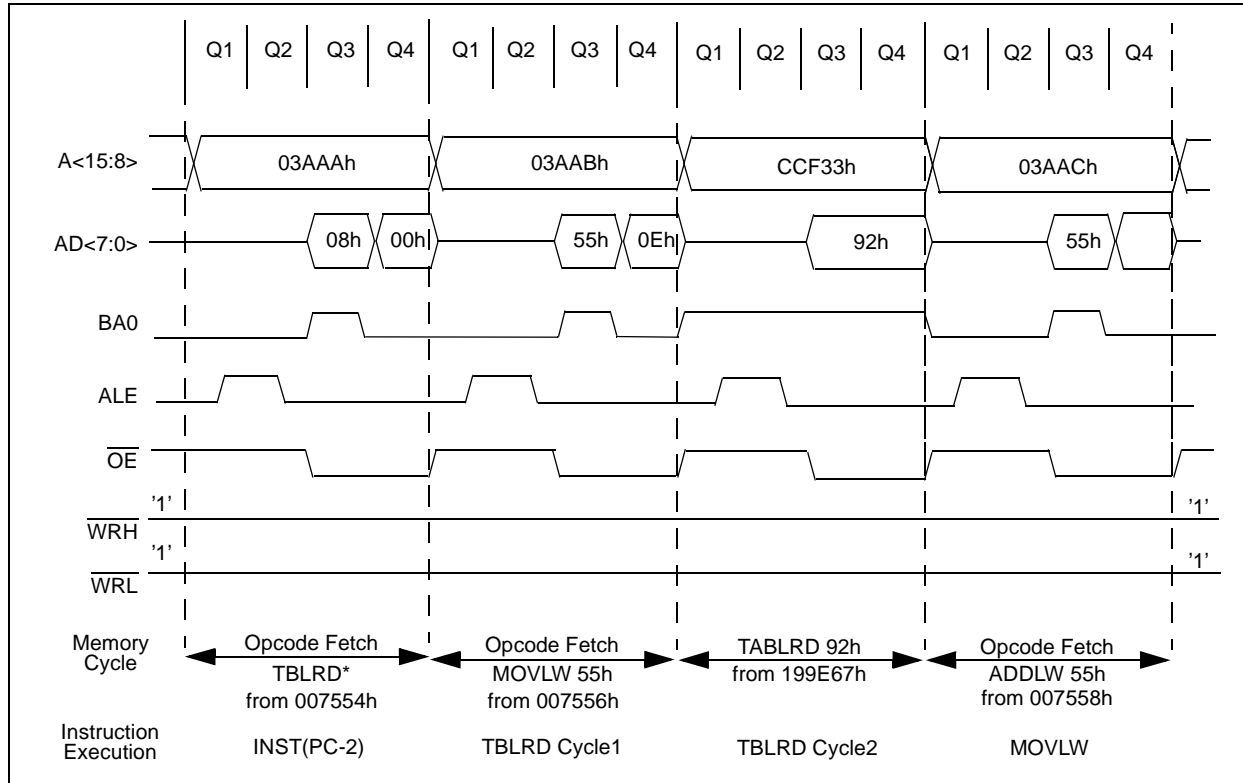 Q1 Q2 Q3 Q4 Q1 Q2 Q3 Q4 Q1 Q2 Q3 Q4 Q1 Q2 Q3 Q4
A<15:8> 03AAAh 03AABh CCF33h 03AACh
AD<7:0> 08h 00h 55h 0Eh 92h 55h
BA0
ALE
OE
'1' '1'
WRH
'1' '1'
WRL
Memory Cycle
Opcode Fetch
TBLRD*
from 007554h
Opcode Fetch
MOVLW 55h
from 007556h
TABLRD 92h
from 199E67h
Opcode Fetch
ADDLW 55h
from 007558h
Instruction Execution
INST(PC-2) TBLRD Cycle1 TBLRD Cycle2 MOVLW